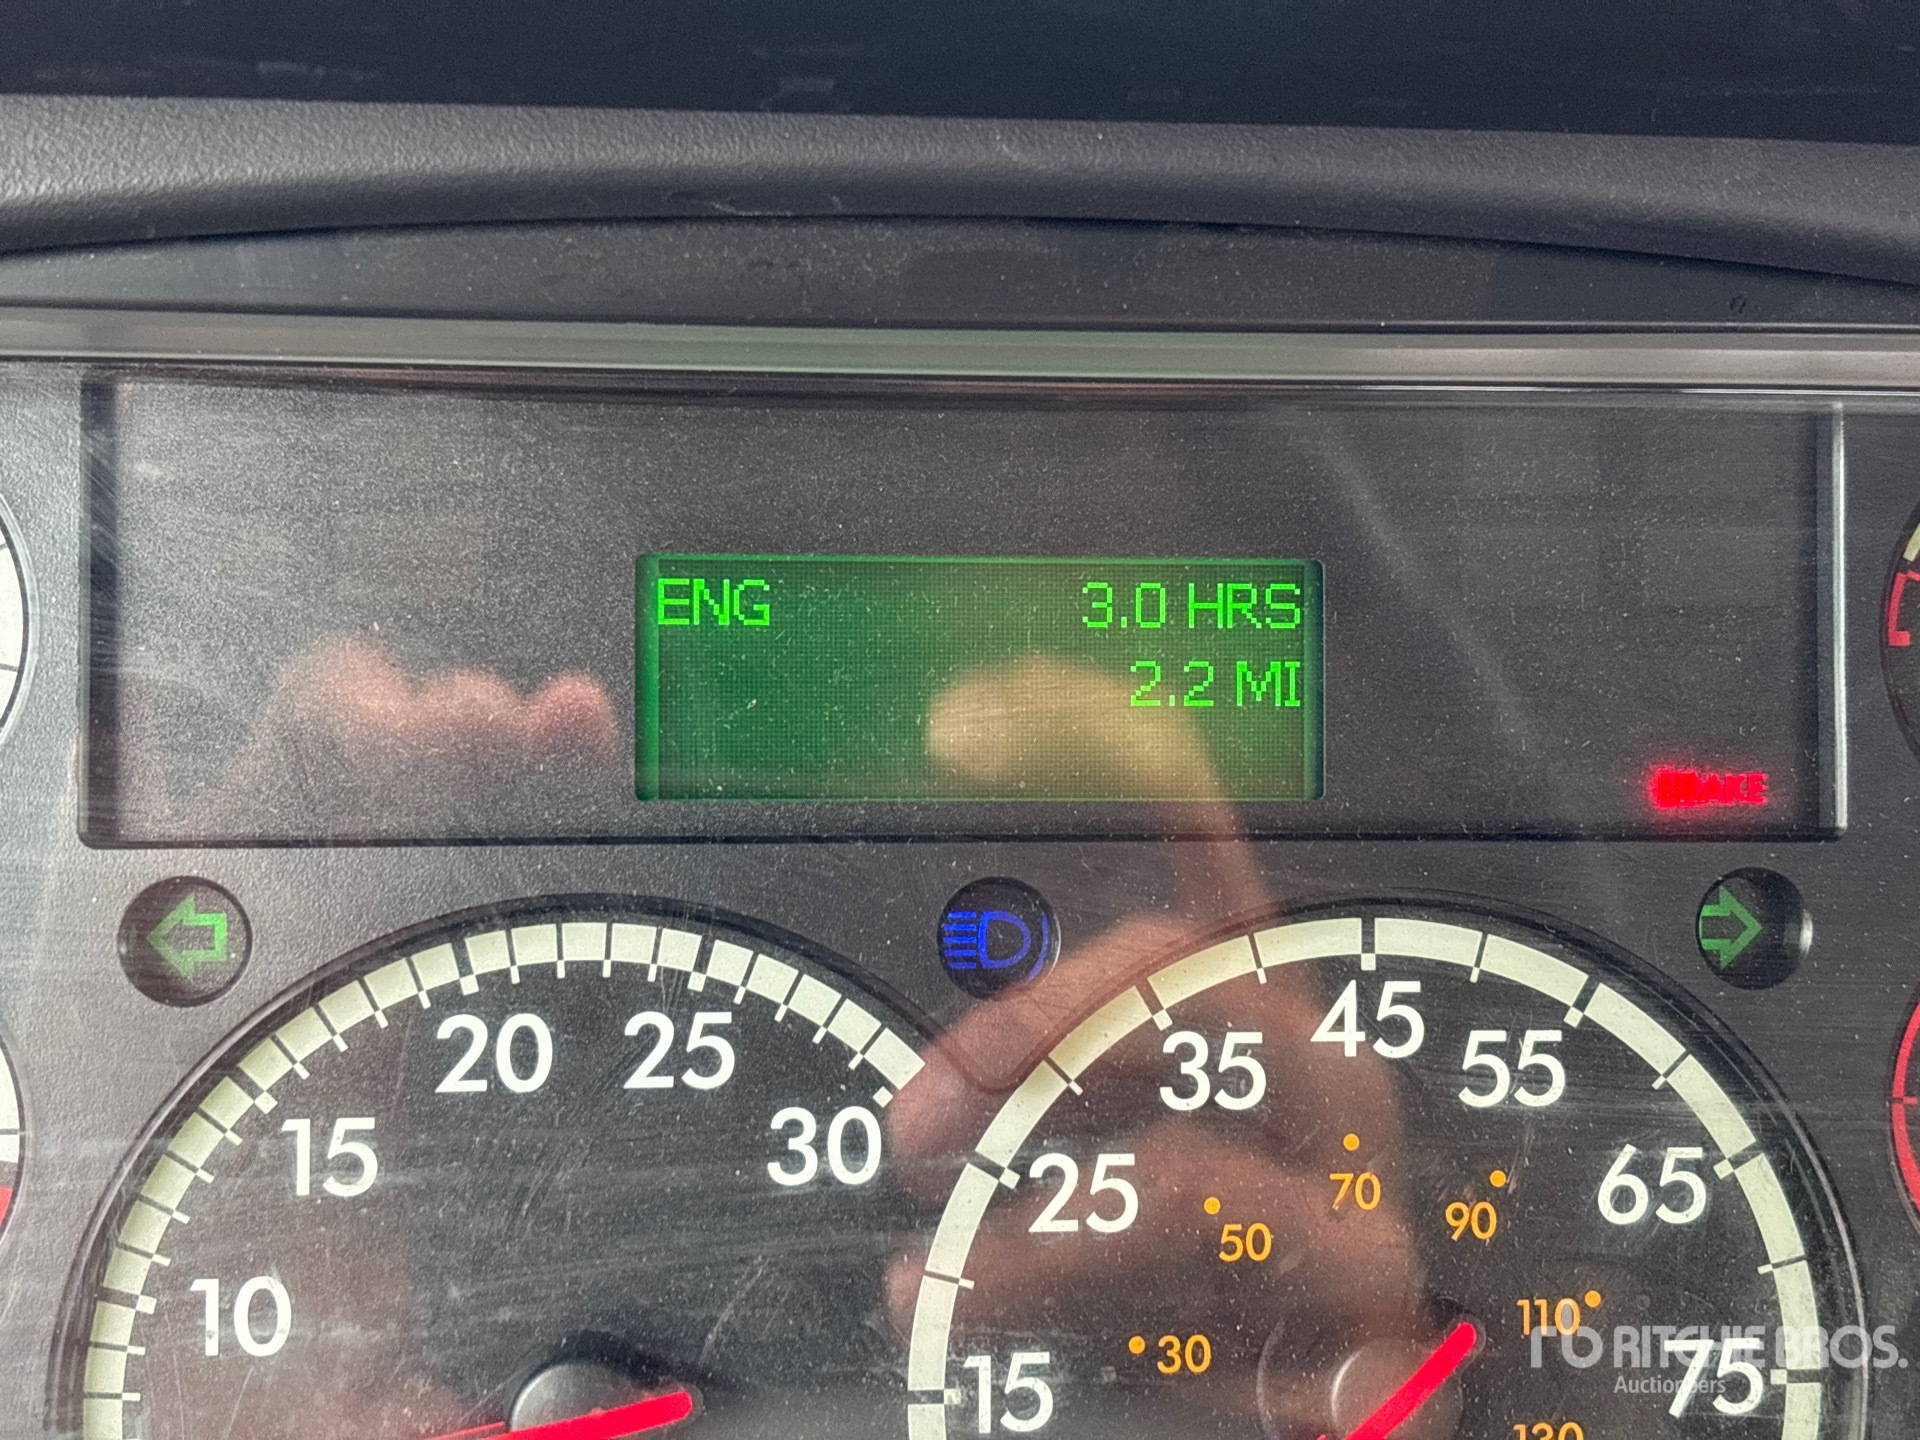 ENG 3.0 HRS
2.2 MI
BRAKE
10 15 20 25 30
15 25 35 45 55 65 75
30 50 70 90 110 130
RITCHIE BROS.
Auctioneers